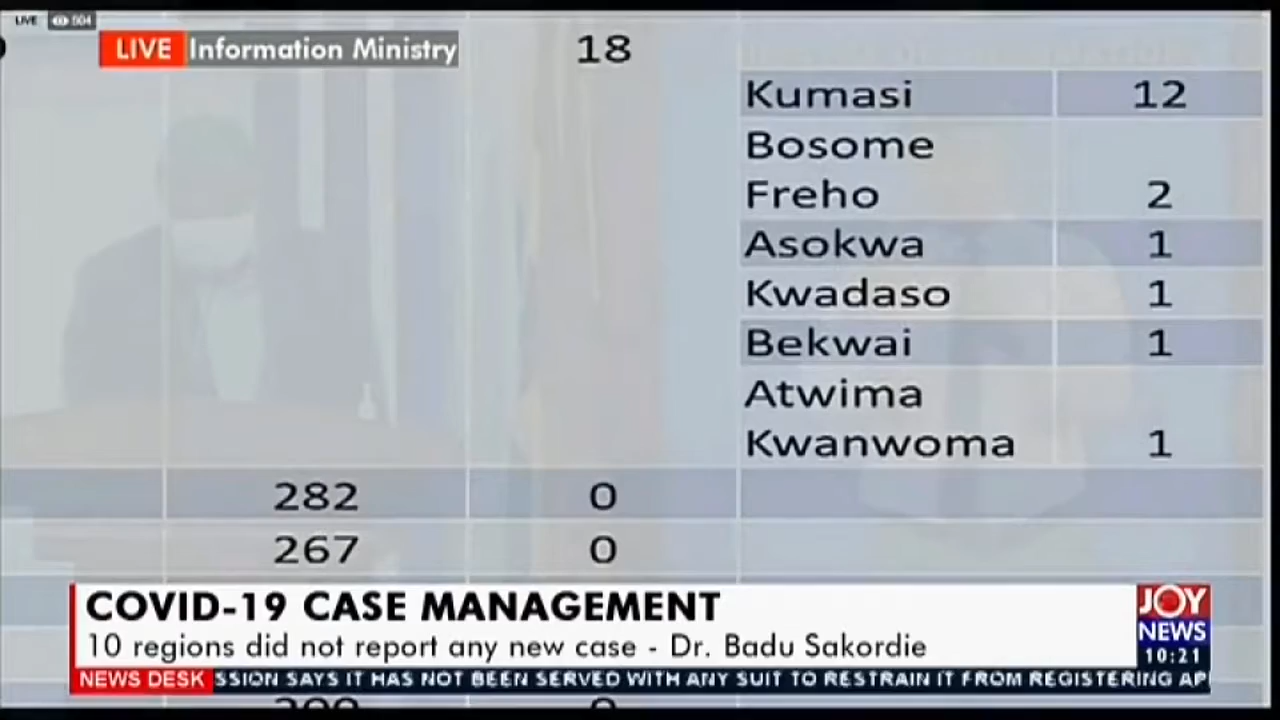 LIVE 504
LIVE Information Ministry
18
Kumasi 12
Bosome
Freho 2
Asokwa 1
Kwadaso 1
Bekwai 1
Atwima
Kwanwoma 1
282 0
267 0
COVID-19 CASE MANAGEMENT
10 regions did not report any new case - Dr. Badu Sakordie
JOY
NEWS
10:21
NEWS DESK SSION SAYS IT HAS NOT BEEN SERVED WITH ANY SUIT TO RESTRAIN IT FROM REGISTERING AP